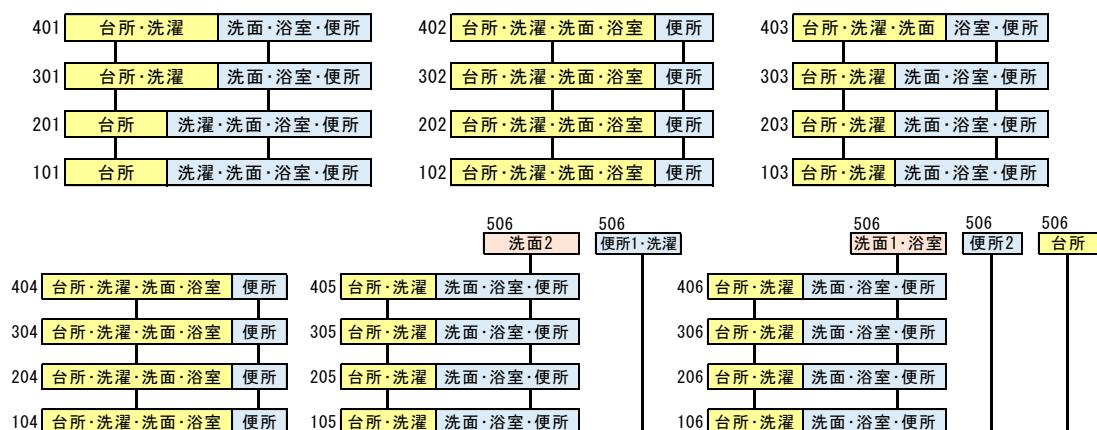 401 台所・洗濯 洗面・浴室・便所 402 台所・洗濯・洗面・浴室 便所 403 台所・洗濯・洗面 浴室・便所
301 台所・洗濯 洗面・浴室・便所 302 台所・洗濯・洗面・浴室 便所 303 台所・洗濯 洗面・浴室・便所
201 台所 洗濯・洗面・浴室・便所 202 台所・洗濯・洗面・浴室 便所 203 台所・洗濯 洗面・浴室・便所
101 台所 洗濯・洗面・浴室・便所 102 台所・洗濯・洗面・浴室 便所 103 台所・洗濯 洗面・浴室・便所
506 506 506 506 506
洗面2 便所1・洗濯 洗面1・浴室 便所2 台所
404 台所・洗濯・洗面・浴室 便所 405 台所・洗濯 洗面・浴室・便所 406 台所・洗濯 洗面・浴室・便所
304 台所・洗濯・洗面・浴室 便所 305 台所・洗濯 洗面・浴室・便所 306 台所・洗濯 洗面・浴室・便所
204 台所・洗濯・洗面・浴室 便所 205 台所・洗濯 洗面・浴室・便所 206 台所・洗濯 洗面・浴室・便所
104 台所・洗濯・洗面・浴室 便所 105 台所・洗濯 洗面・浴室・便所 106 台所・洗濯 洗面・浴室・便所